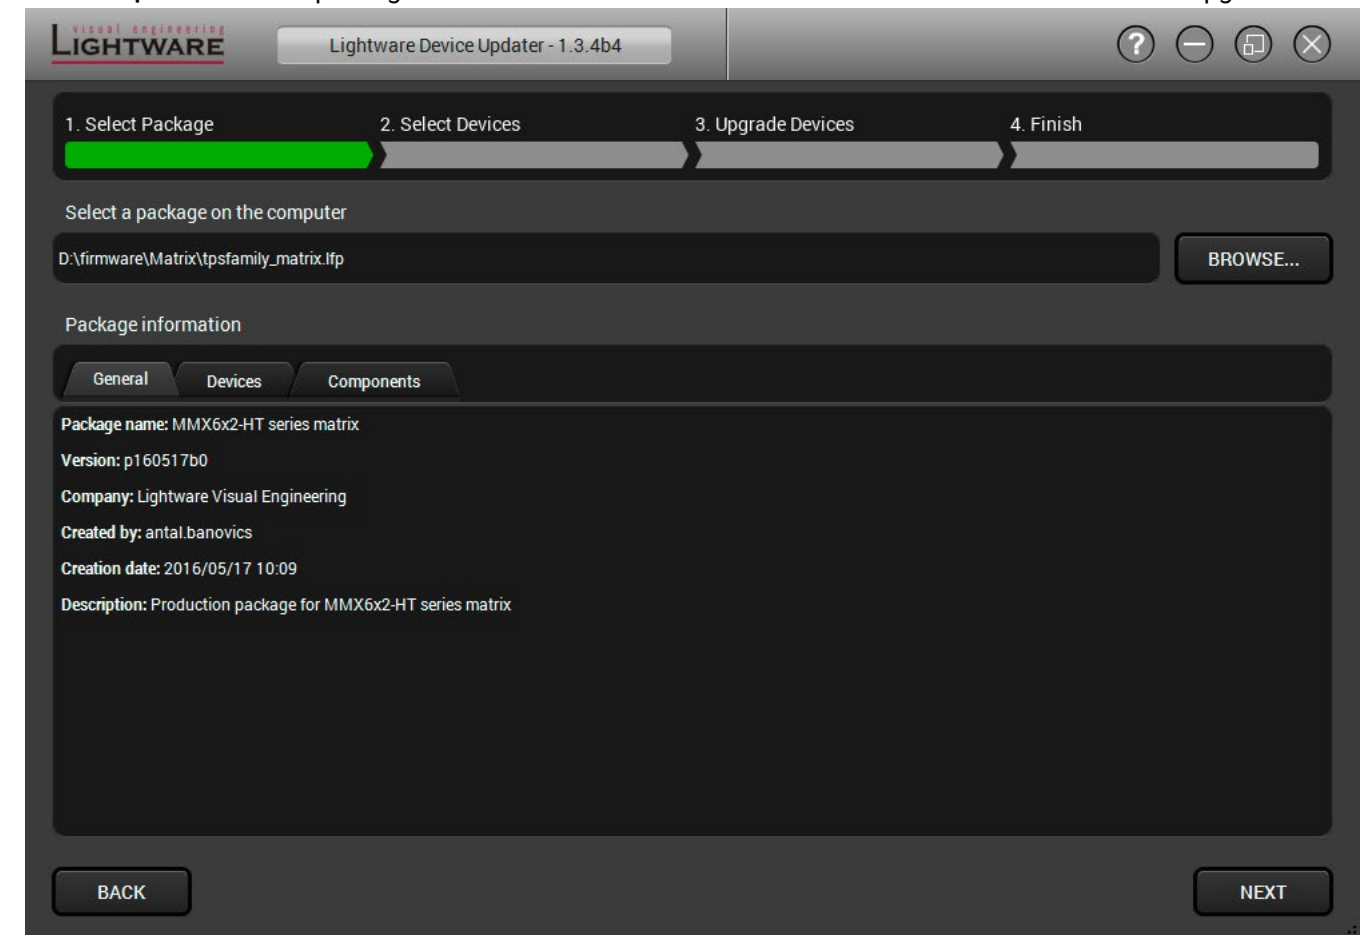 visual engineering
LIGHTWARE
Lightware Device Updater - 1.3.4b4
?
1. Select Package 2. Select Devices 3. Upgrade Devices 4. Finish
Select a package on the computer
D:\firmware\Matrix\tpsfamily_matrix.lfp
BROWSE...
Package information
General Devices Components
Package name: MMX6x2-HT series matrix
Version: p160517b0
Company: Lightware Visual Engineering
Created by: antal.banovics
Creation date: 2016/05/17 10:09
Description: Production package for MMX6x2-HT series matrix
BACK NEXT